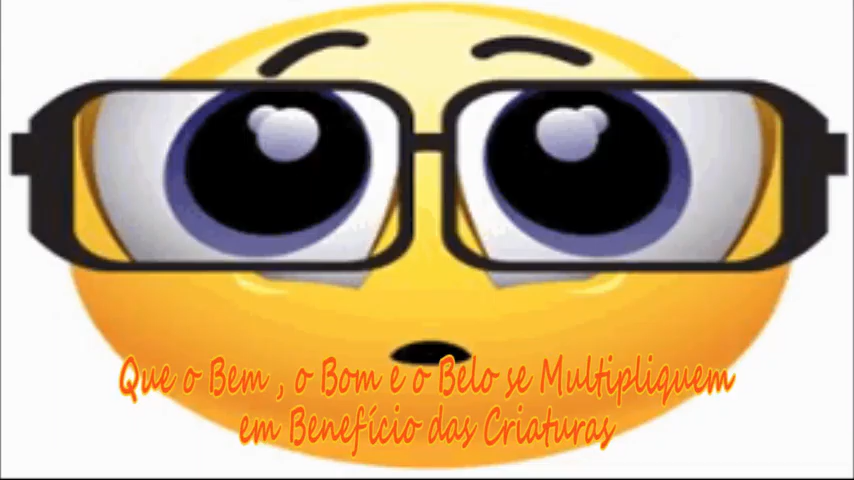 Que o Bem , o Bom e o Belo se Multipliquem
em Benefício das Criaturas